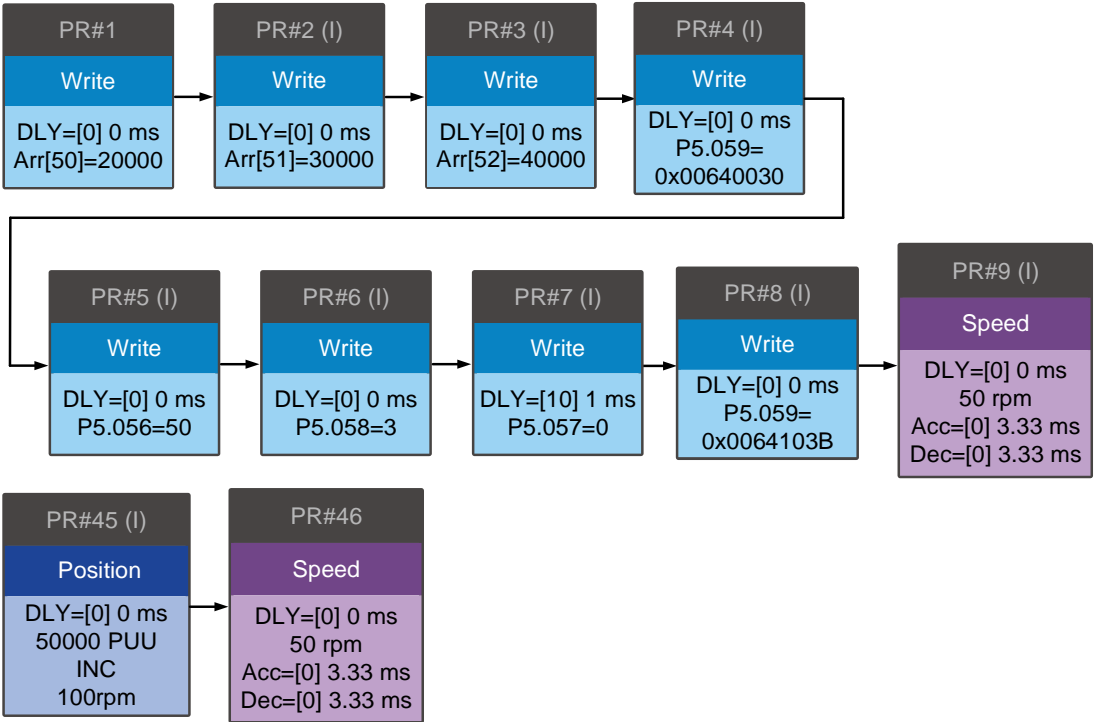 PR#1
Write
DLY=[0] 0 ms
Arr[50]=20000
PR#2 (I)
Write
DLY=[0] 0 ms
Arr[51]=30000
PR#3 (I)
Write
DLY=[0] 0 ms
Arr[52]=40000
PR#4 (I)
Write
DLY=[0] 0 ms
P5.059=
0x00640030
PR#5 (I)
Write
DLY=[0] 0 ms
P5.056=50
PR#6 (I)
Write
DLY=[0] 0 ms
P5.058=3
PR#7 (I)
Write
DLY=[10] 1 ms
P5.057=0
PR#8 (I)
Write
DLY=[0] 0 ms
P5.059=
0x0064103B
PR#9 (I)
Speed
DLY=[0] 0 ms
50 rpm
Acc=[0] 3.33 ms
Dec=[0] 3.33 ms
PR#45 (I)
Position
DLY=[0] 0 ms
50000 PUU
INC
100rpm
PR#46
Speed
DLY=[0] 0 ms
50 rpm
Acc=[0] 3.33 ms
Dec=[0] 3.33 ms